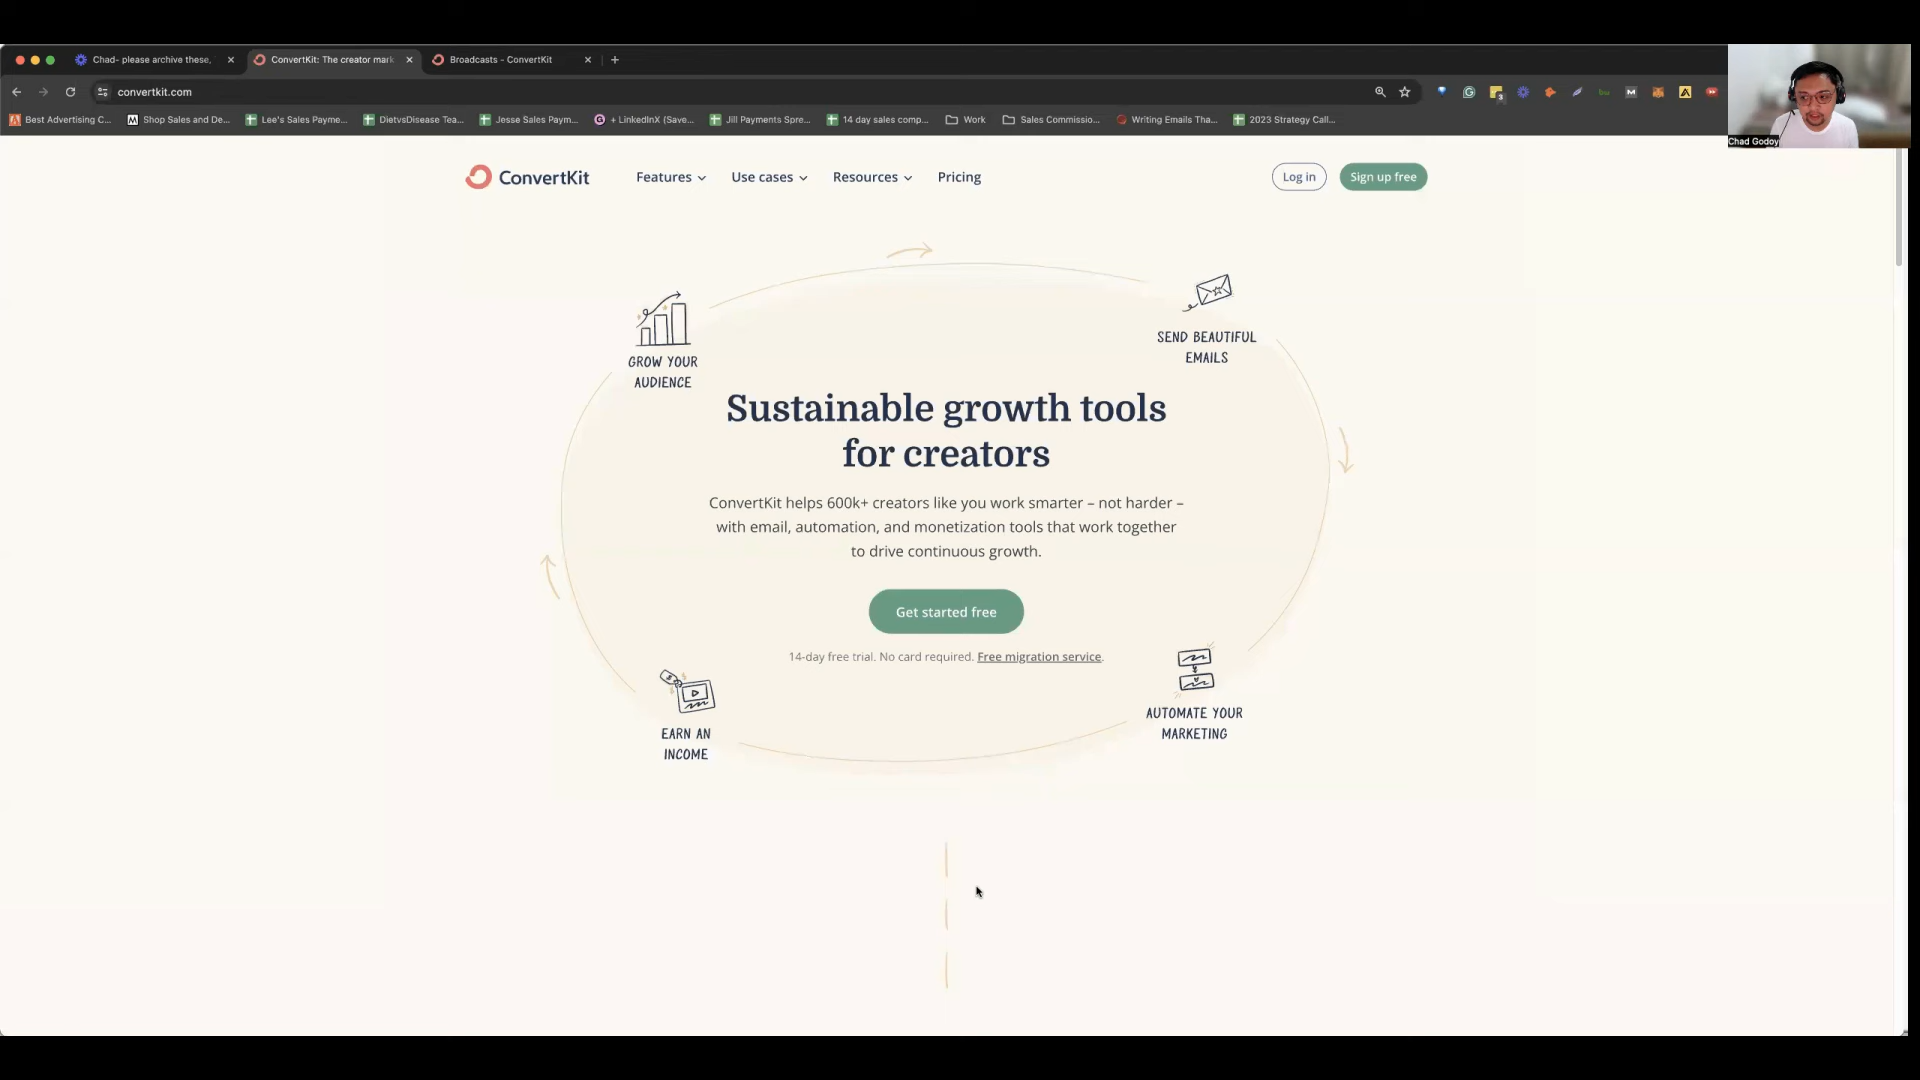 Chad- please archive these,
ConvertKit: The creator mark
Broadcasts - ConvertKit
convertkit.com
Best Advertising C...
Shop Sales and De...
Lee's Sales Payme...
DietvsDisease Tea...
Jesse Sales Paym...
+ LinkedInX (Save...
Jill Payments Spre...
14 day sales comp...
Work
Sales Commissio...
Writing Emails Tha...
2023 Strategy Call...
Chad Godoy
ConvertKit
Features
Use cases
Resources
Pricing
Log in
Sign up free
GROW YOUR
AUDIENCE
SEND BEAUTIFUL
EMAILS
Sustainable growth tools
for creators
ConvertKit helps 600k+ creators like you work smarter – not harder –
with email, automation, and monetization tools that work together
to drive continuous growth.
Get started free
14-day free trial. No card required. Free migration service.
EARN AN
INCOME
AUTOMATE YOUR
MARKETING